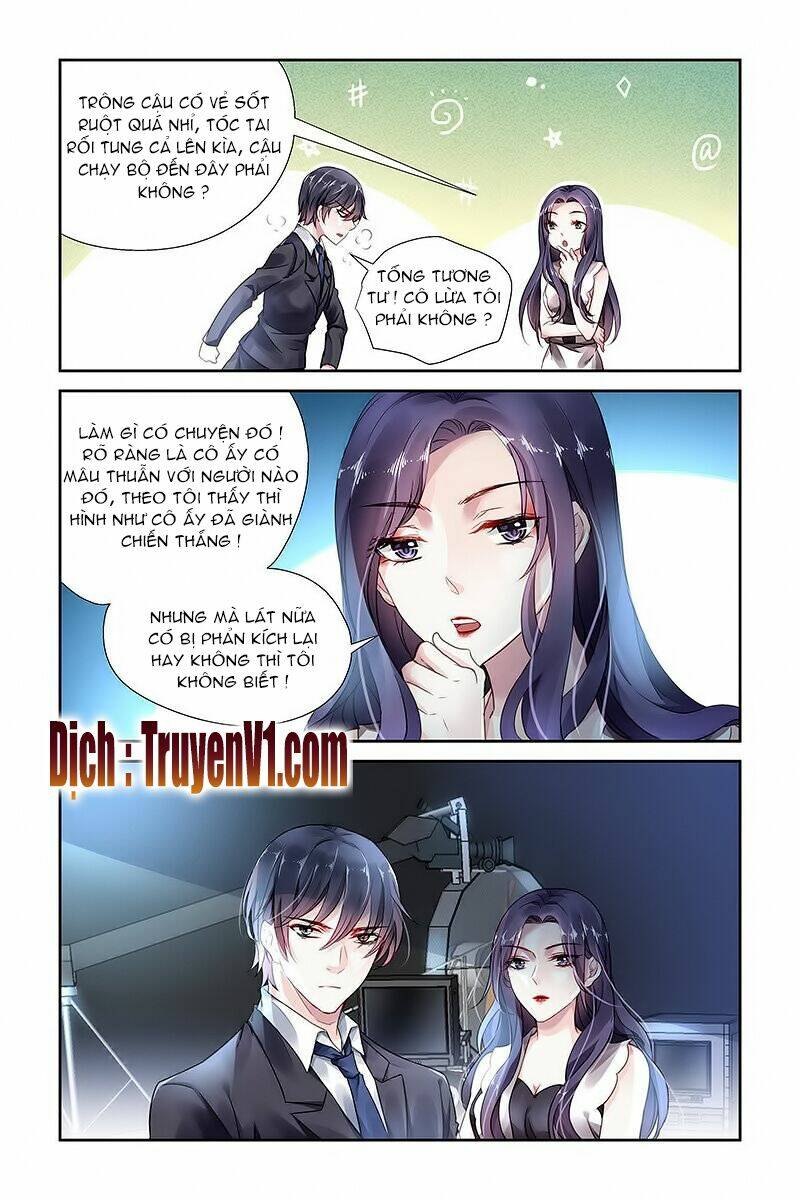 TRÔNG CẬU CÓ VẺ SỐT
RUỘT QUÁ NHỈ, TÓC TAI
RỐI TUNG CẢ LÊN KÌA, CẬU
CHẠY BỘ ĐẾN ĐÂY PHẢI
KHÔNG ?
TỐNG TƯƠNG
TƯ ! CÔ LỪA TÔI
PHẢI KHÔNG ?
LÀM GÌ CÓ CHUYỆN ĐÓ !
RÕ RÀNG LÀ CÔ ẤY CÓ
MÂU THUẪN VỚI NGƯỜI NÀO
ĐÓ, THEO TÔI THẤY THÌ
HÌNH NHƯ CÔ ẤY ĐÃ GIÀNH
CHIẾN THẮNG !
NHƯNG MÀ LÁT NỮA
CÓ BỊ PHẢN KÍCH LẠI
HAY KHÔNG THÌ TÔI
KHÔNG BIẾT !
Dịch : TruyenV1.com